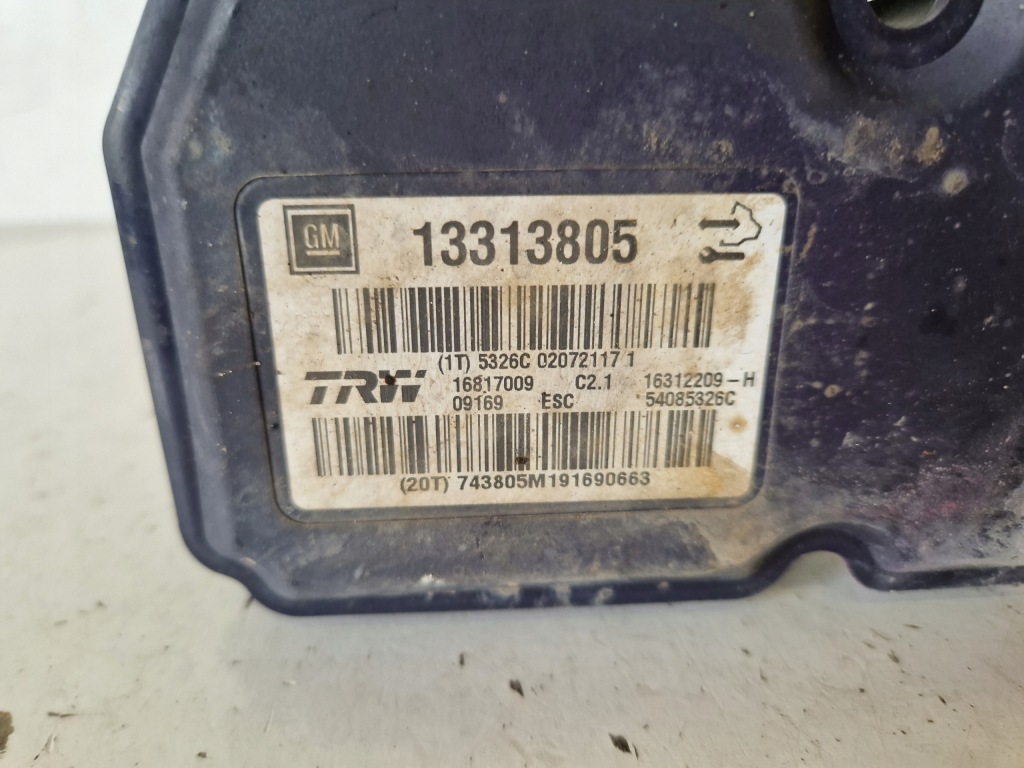 GM 13313805
(1T) 5326C 02072117 1
TRW 16817009 C2.1 16312209-H
09169 ESC 54085326C
(20T) 743805M191690663